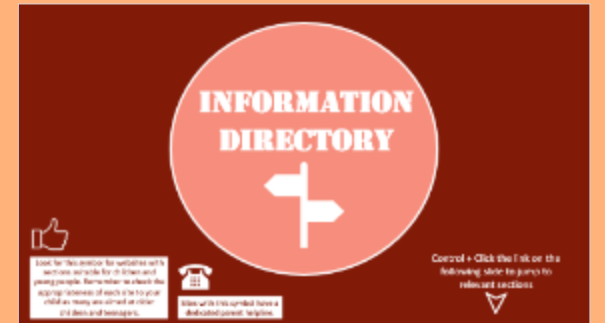 INFORMATION
DIRECTORY
Look for this symbol for websites with
sections suitable for children and
young people. Remember to check the
appropriateness of each site to your
child as many are aimed at older
children and teenagers.
Sites with this symbol have a
dedicated parent helpline.
Control + Click the link on the
following slide to jump to
relevant sections